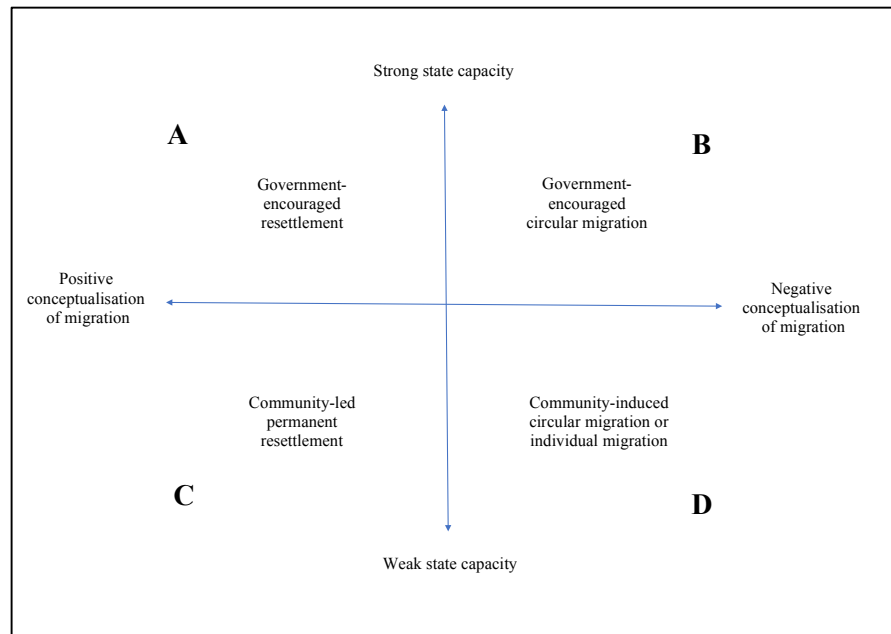 Strong state capacity
A
B
Government-
encouraged
resettlement
Government-
encouraged
circular migration
Positive
conceptualisation
of migration
Negative
conceptualisation
of migration
Community-led
permanent
resettlement
Community-induced
circular migration or
individual migration
C
D
Weak state capacity